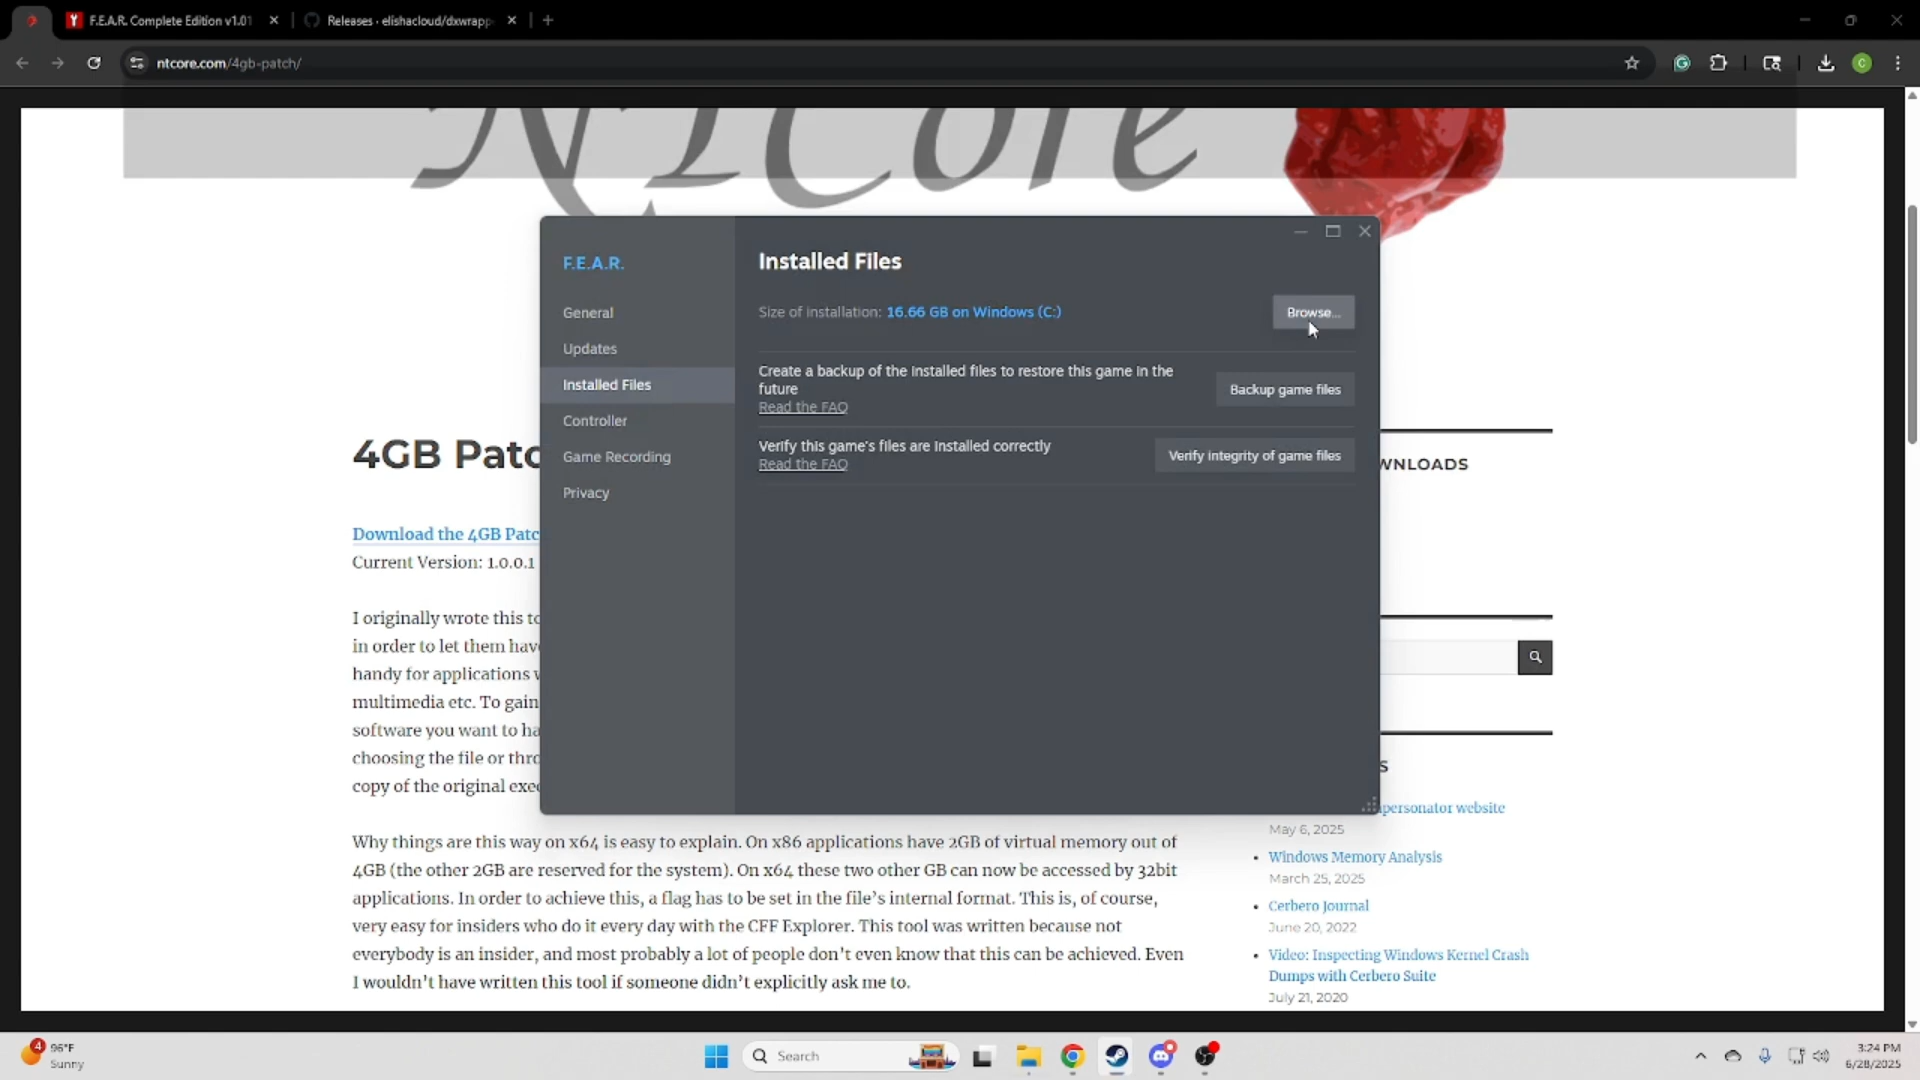 F.E.A.R. Complete Edition v1.01
Releases · elishacloud/dxwrapp
ntcore.com/4gb-patch/
C
NTCore
F.E.A.R.
General
Updates
Installed Files
Controller
Game Recording
Privacy
Installed Files
Size of installation: 16.66 GB on Windows (C:)
Browse...
Create a backup of the installed files to restore this game in the
future
Read the FAQ
Backup game files
Verify this game's files are installed correctly
Read the FAQ
Verify integrity of game files
4GB Patc
Download the 4GB Patc
Current Version: 1.0.0.1
I originally wrote this to
in order to let them hav
handy for applications
multimedia etc. To gain
software you want to ha
choosing the file or thro
copy of the original exe
Why things are this way on x64 is easy to explain. On x86 applications have 2GB of virtual memory out of
4GB (the other 2GB are reserved for the system). On x64 these two other GB can now be accessed by 32bit
applications. In order to achieve this, a flag has to be set in the file's internal format. This is, of course,
very easy for insiders who do it every day with the CFF Explorer. This tool was written because not
everybody is an insider, and most probably a lot of people don't even know that this can be achieved. Even
I wouldn't have written this tool if someone didn't explicitly ask me to.
WNLOADS
S
personator website
May 6, 2025
Windows Memory Analysis
March 25, 2025
Cerbero Journal
June 20, 2022
Video: Inspecting Windows Kernel Crash
Dumps with Cerbero Suite
July 21, 2020
4
96°F
Sunny
Search
3:24 PM
6/28/2025